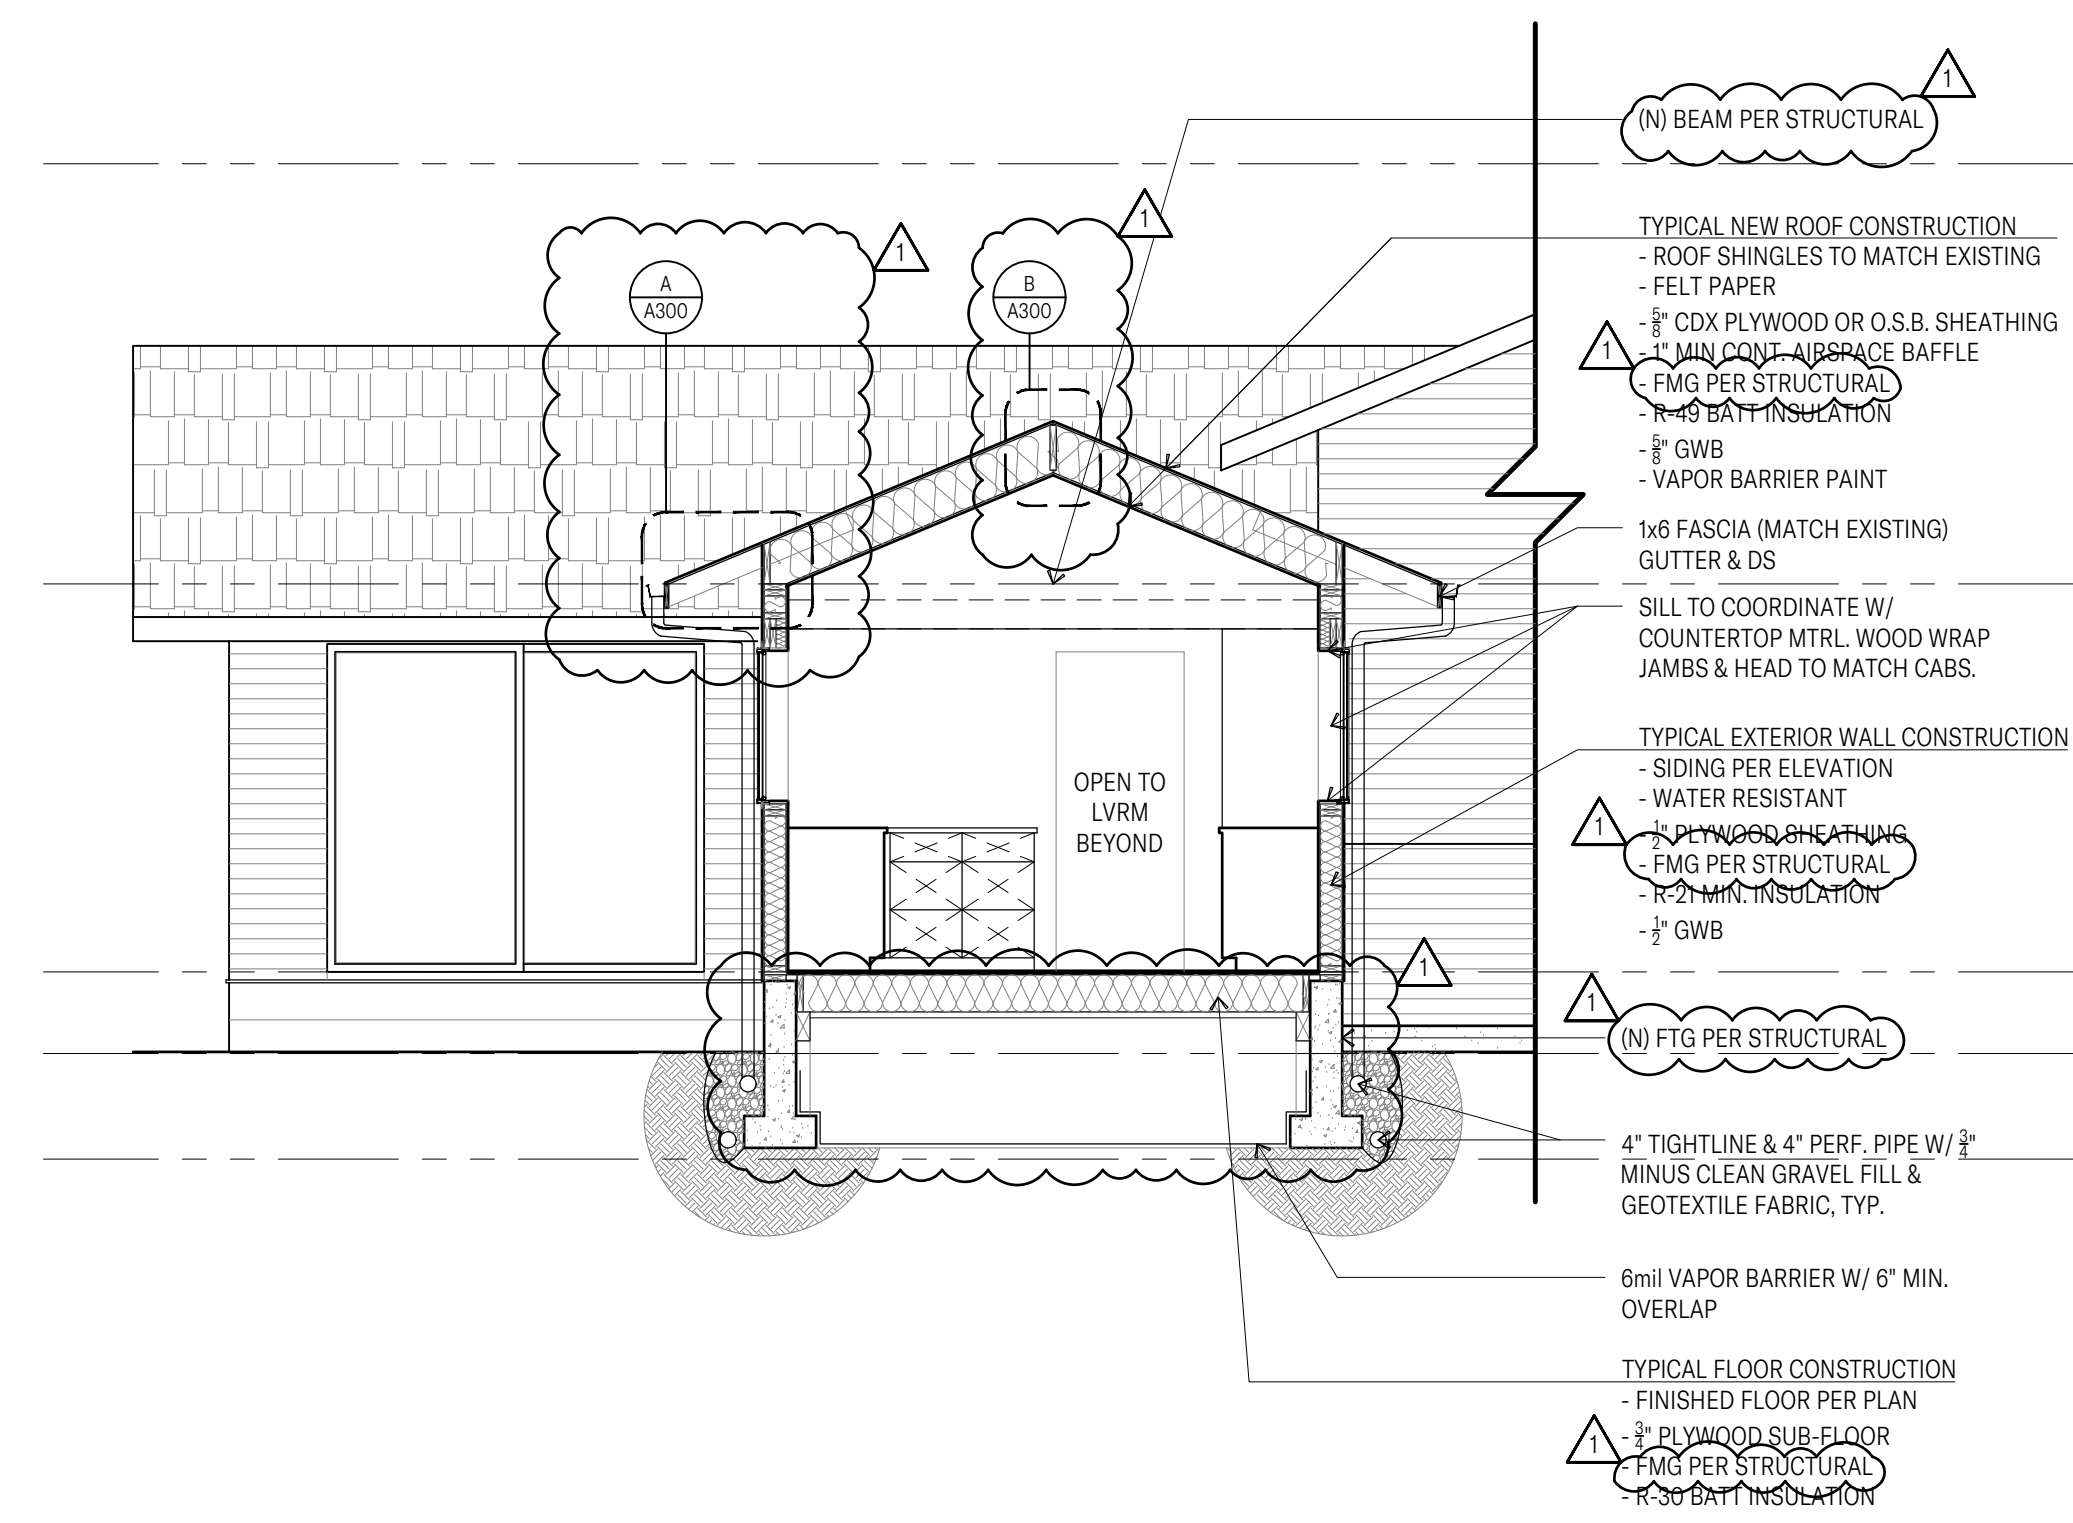 1
(N) BEAM PER STRUCTURAL
1
1
A
A300
B
A300
TYPICAL NEW ROOF CONSTRUCTION
- ROOF SHINGLES TO MATCH EXISTING
- FELT PAPER
- 5/8" CDX PLYWOOD OR O.S.B. SHEATHING
1
- 1" MIN CONT. AIRSPACE BAFFLE
- FMG PER STRUCTURAL
- R-49 BATT INSULATION
- 5/8" GWB
- VAPOR BARRIER PAINT
1x6 FASCIA (MATCH EXISTING)
GUTTER & DS
SILL TO COORDINATE W/
COUNTERTOP MTRL. WOOD WRAP
JAMBS & HEAD TO MATCH CABS.
OPEN TO
LVRM
BEYOND
TYPICAL EXTERIOR WALL CONSTRUCTION
- SIDING PER ELEVATION
- WATER RESISTANT
1
- 1/2" PLYWOOD SHEATHING
- FMG PER STRUCTURAL
- R-21 MIN. INSULATION
- 1/2" GWB
1
1
(N) FTG PER STRUCTURAL
4" TIGHTLINE & 4" PERF. PIPE W/ 3/4"
MINUS CLEAN GRAVEL FILL &
GEOTEXTILE FABRIC, TYP.
6mil VAPOR BARRIER W/ 6" MIN.
OVERLAP
TYPICAL FLOOR CONSTRUCTION
- FINISHED FLOOR PER PLAN
1
- 3/4" PLYWOOD SUB-FLOOR
- FMG PER STRUCTURAL
- R-30 BATT INSULATION